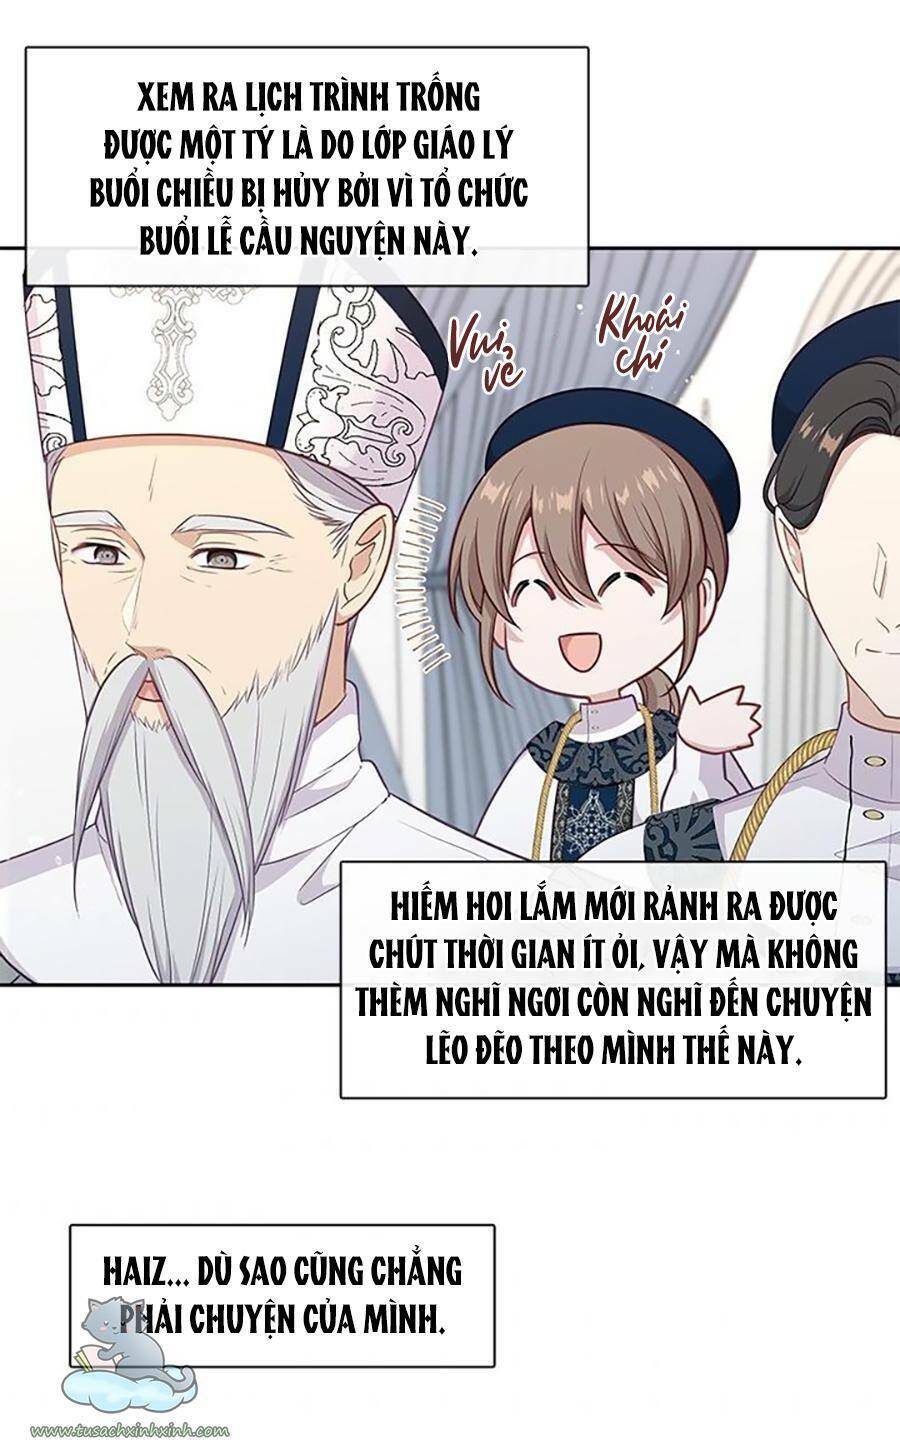 XEM RA LỊCH TRÌNH TRỐNG
ĐƯỢC MỘT TÝ LÀ DO LỚP GIÁO LÝ
BUỔI CHIỀU BỊ HỦY BỞI VÌ TỔ CHỨC
BUỔI LỄ CẦU NGUYỆN NÀY.
Vui
vẻ
Khoái
chí
HIẾM HOI LẮM MỚI RẢNH RA ĐƯỢC
CHÚT THỜI GIAN ÍT ỎI, VẬY MÀ KHÔNG
THÈM NGHĨ NGƠI CÒN NGHĨ ĐẾN CHUYỆN
LẼO ĐẼO THEO MÌNH THẾ NÀY.
HAIZ... DÙ SAO CŨNG CHẲNG
PHẢI CHUYỆN CỦA MÌNH.
www.tusachxinhxinh.com